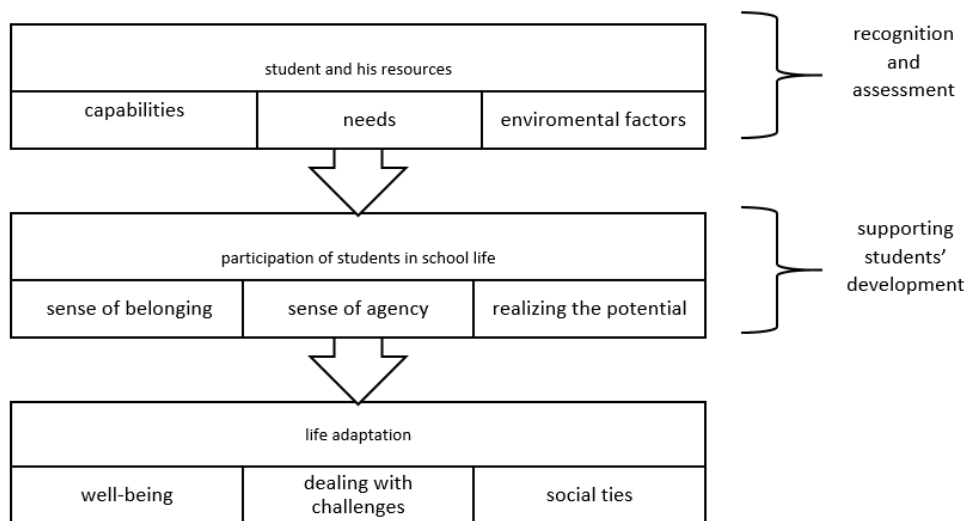 student and his resources
capabilities
needs
enviromental factors
recognition
and
assessment
participation of students in school life
sense of belonging
sense of agency
realizing the potential
supporting
students’
development
life adaptation
well-being
dealing with
challenges
social ties